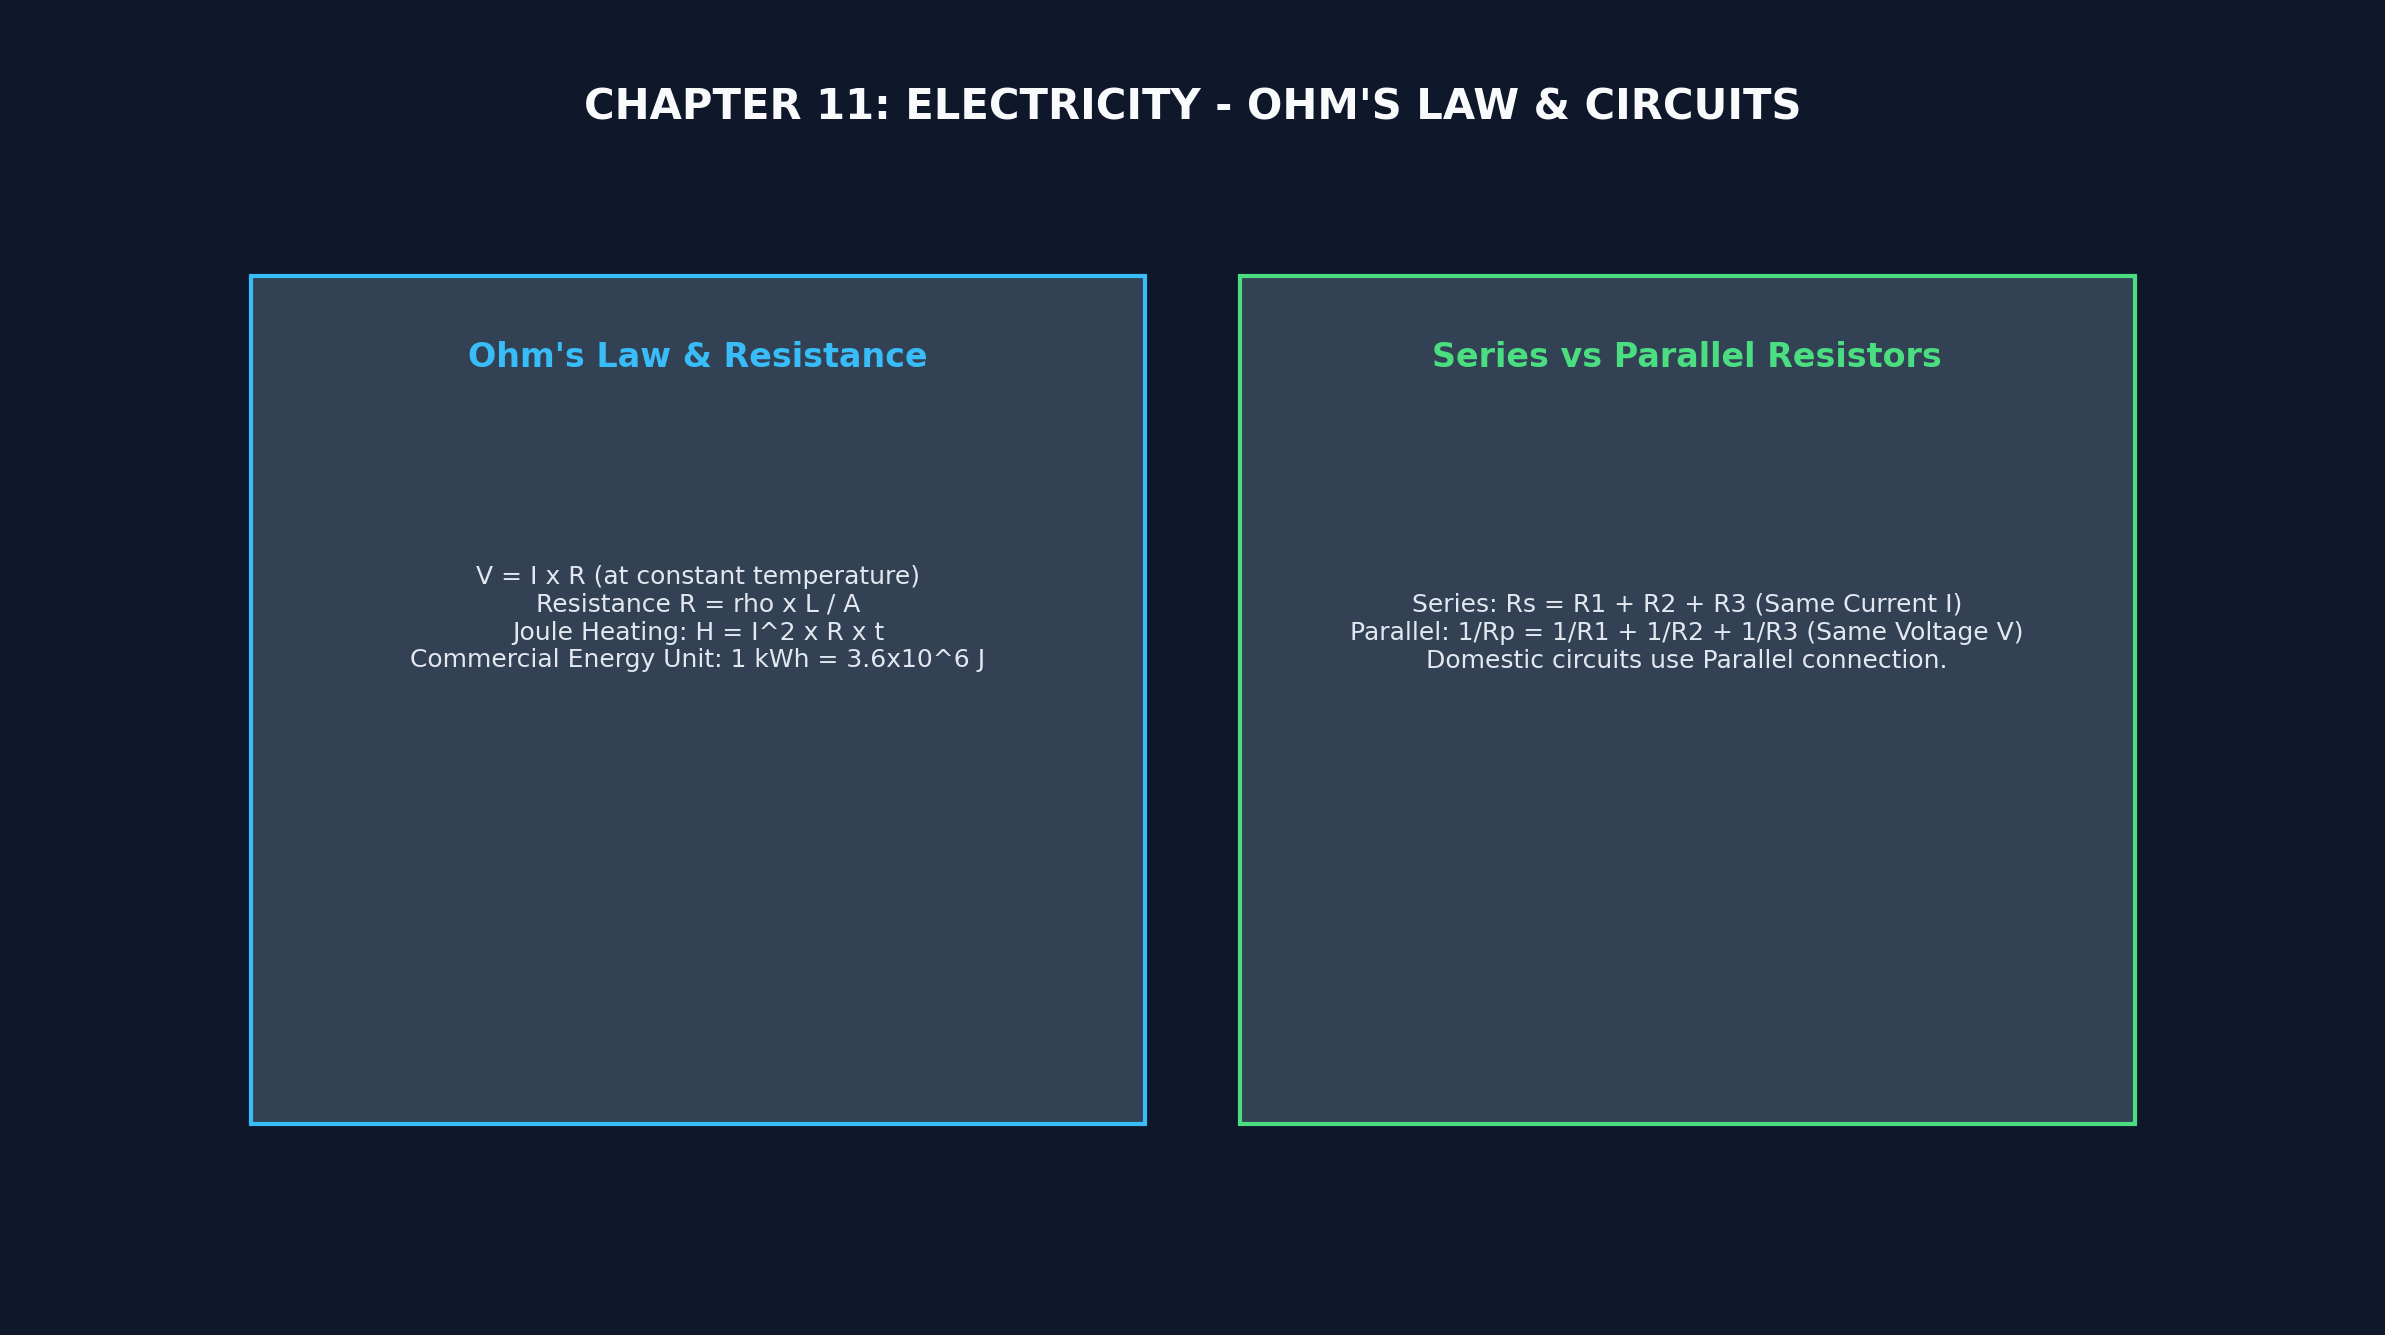 CHAPTER 11: ELECTRICITY - OHM'S LAW & CIRCUITS
Ohm's Law & Resistance
V = I x R (at constant temperature)
Resistance R = rho x L / A
Joule Heating: H = I^2 x R x t
Commercial Energy Unit: 1 kWh = 3.6x10^6 J
Series vs Parallel Resistors
Series: Rs = R1 + R2 + R3 (Same Current I)
Parallel: 1/Rp = 1/R1 + 1/R2 + 1/R3 (Same Voltage V)
Domestic circuits use Parallel connection.